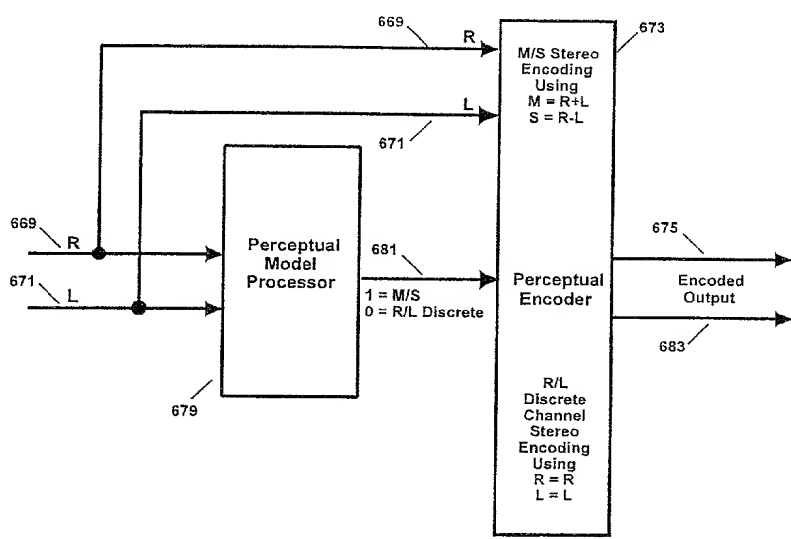 669
R
673
M/S Stereo
Encoding
Using
M = R+L
S = R-L
L
671
669
R
671
L
Perceptual
Model
Processor
681
1 = M/S
0 = R/L Discrete
679
Perceptual
Encoder
675
Encoded
Output
683
R/L
Discrete
Channel
Stereo
Encoding
Using
R = R
L = L